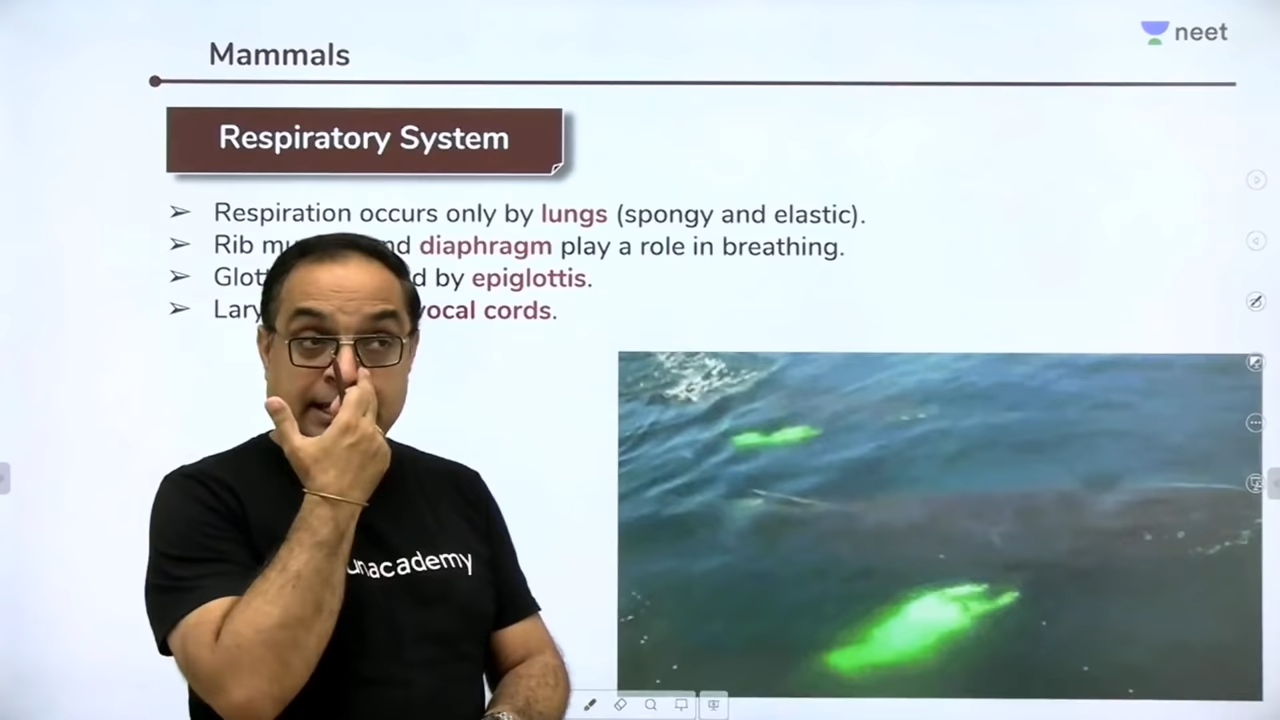 neet
Mammals
Respiratory System
➢ Respiration occurs only by lungs (spongy and elastic).
➢ Rib nd diaphragm play a role in breathing.
➢ Glot d by epiglottis.
➢ Lary vocal cords.
unacademy